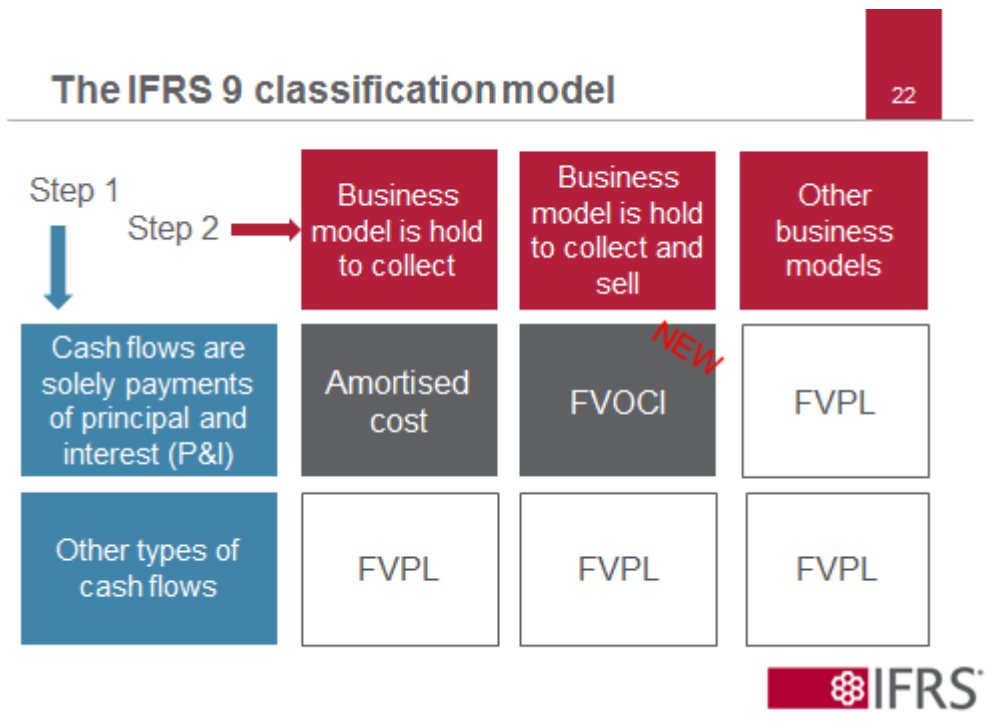 The IFRS 9 classification model
22
Step 1
Step 2
Business
model is hold
to collect
Business
model is hold
to collect and
sell
Other
business
models
Cash flows are
solely payments
of principal and
interest (P&I)
Amortised
cost
NEW
FVOCI
FVPL
Other types of
cash flows
FVPL
FVPL
FVPL
IFRS